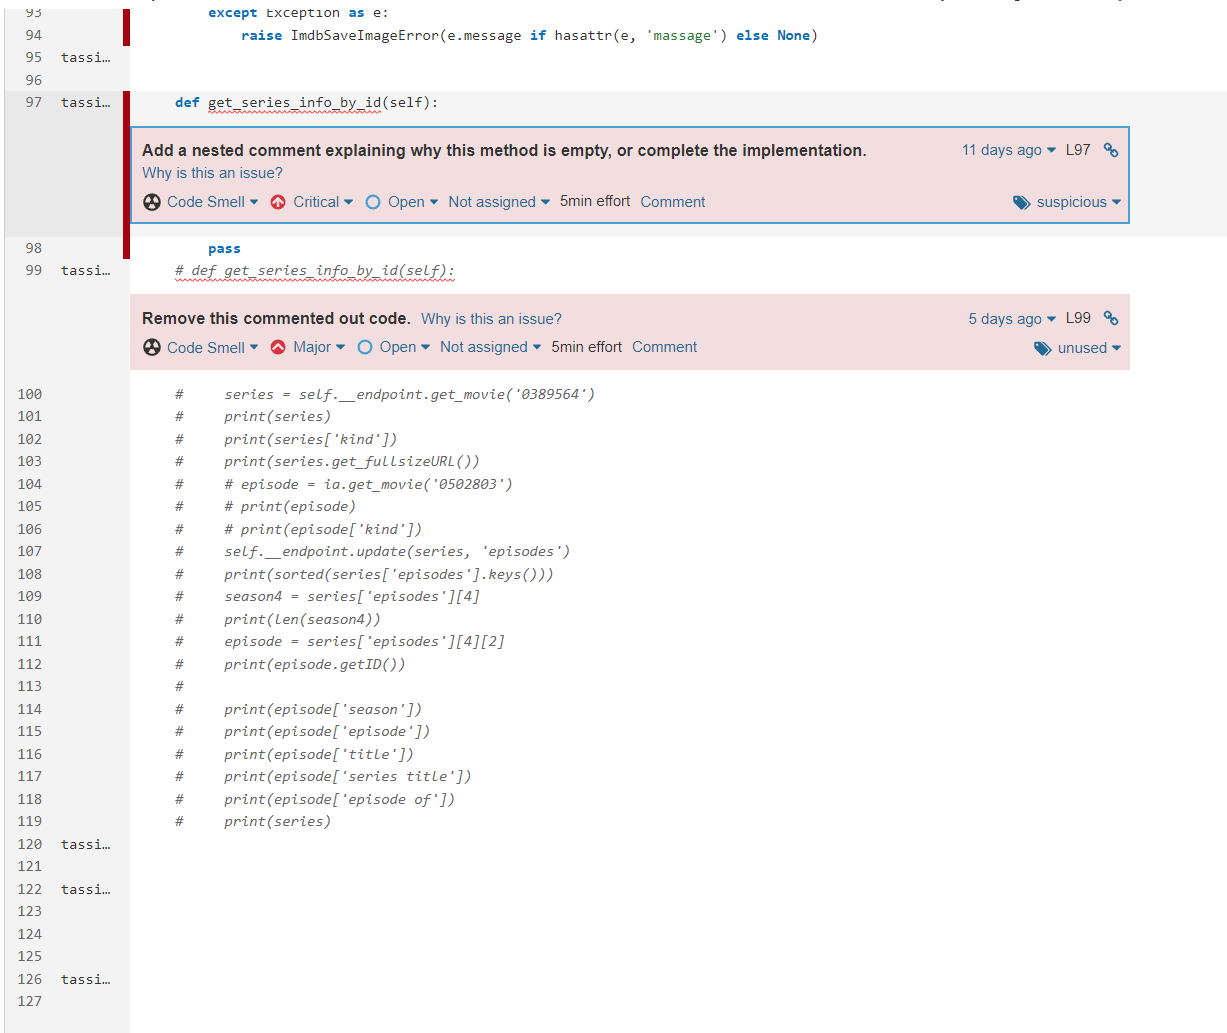 93 except Exception as e:
94 raise ImdbSaveImageError(e.message if hasattr(e, 'massage') else None)
95 tassi…
96
97 tassi… def get_series_info_by_id(self):
Add a nested comment explaining why this method is empty, or complete the implementation. 11 days ago L97
Why is this an issue?
Code Smell Critical Open Not assigned 5min effort Comment suspicious
98 pass
99 tassi… # def get_series_info_by_id(self):
Remove this commented out code. Why is this an issue? 5 days ago L99
Code Smell Major Open Not assigned 5min effort Comment unused
100 # series = self.__endpoint.get_movie('0389564')
101 # print(series)
102 # print(series['kind'])
103 # print(series.get_fullsizeURL())
104 # # episode = ia.get_movie('0502803')
105 # # print(episode)
106 # # print(episode['kind'])
107 # self.__endpoint.update(series, 'episodes')
108 # print(sorted(series['episodes'].keys()))
109 # season4 = series['episodes'][4]
110 # print(len(season4))
111 # episode = series['episodes'][4][2]
112 # print(episode.getID())
113 #
114 # print(episode['season'])
115 # print(episode['episode'])
116 # print(episode['title'])
117 # print(episode['series title'])
118 # print(episode['episode of'])
119 # print(series)
120 tassi…
121
122 tassi…
123
124
125
126 tassi…
127